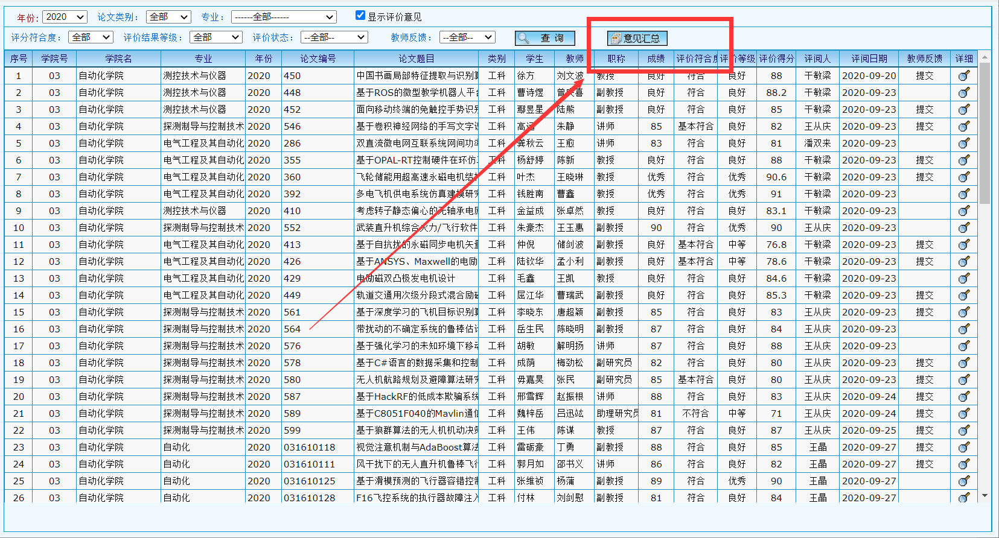 年份: 2020 论文类别: 全部 专业: ------全部------ 显示评价意见
评分符合度: 全部 评价结果等级: 全部 评价状态: --全部-- 教师反馈: --全部-- 查 询 意见汇总
序号 学院号 学院名 专业 年份 论文编号 论文题目 类别 学生 教师 职称 成绩 评价符合度 评价等级 评价得分 评阅人 评阅日期 教师反馈 详细
1 03 自动化学院 测控技术与仪器 2020 450 中国书画局部特征提取与识别算 工科 徐方 刘文波 教授 良好 符合 良好 88 干敏梁 2020-09-20 提交
2 03 自动化学院 测控技术与仪器 2020 448 基于ROS的微型教学机器人平台 工科 曹诗煜 曾 喜 副教授 良好 符合 良好 88.2 干敏梁 2020-09-23
3 03 自动化学院 测控技术与仪器 2020 452 面向移动终端的免触控手势识别 工科 鄢昱星 陆熊 副教授 良好 符合 良好 85 干敏梁 2020-09-23 提交
4 03 自动化学院 探测制导与控制技术 2020 546 基于卷积神经网络的手写文字识 工科 高 朱静 讲师 85 基本符合 良好 82 王从庆 2020-09-23 提交
5 03 自动化学院 电气工程及其自动化 2020 286 双直流微电网互联系统网间功率 工科 龚秋云 王愈 讲师 83 符合 良好 81 潘双来 2020-09-23
6 03 自动化学院 电气工程及其自动化 2020 355 基于OPAL-RT控制硬件在环仿 工科 杨舒婷 陈新 教授 良好 符合 良好 88 干敏梁 2020-09-23 提交
7 03 自动化学院 电气工程及其自动化 2020 360 飞轮储能用超高速永磁电机结构 工科 叶杰 王晓琳 教授 优秀 符合 优秀 90.6 干敏梁 2020-09-23 提交
8 03 自动化学院 电气工程及其自动化 2020 392 多电飞机供电系统仿真建模研究 工科 钱胜南 曹鑫 教授 优秀 符合 优秀 91 干敏梁 2020-09-23
9 03 自动化学院 测控技术与仪器 2020 410 考虑转子静态偏心的无轴承电励 工科 金益成 张卓然 教授 良好 符合 良好 83.1 干敏梁 2020-09-23
10 03 自动化学院 探测制导与控制技术 2020 552 武装直升机综合火力/飞行软件 工科 朱豪杰 王玉惠 副教授 90 符合 优秀 90 王从庆 2020-09-23
11 03 自动化学院 电气工程及其自动化 2020 413 基于自抗扰的永磁同步电机矢量 工科 仲倪 储剑波 副教授 良好 基本符合 中等 76.8 干敏梁 2020-09-23 提交
12 03 自动化学院 电气工程及其自动化 2020 426 基于ANSYS、Maxwell的电励 工科 陆钦华 孟小利 副教授 良好 基本符合 中等 78.6 干敏梁 2020-09-23 提交
13 03 自动化学院 电气工程及其自动化 2020 429 电励磁双凸极发电机设计 工科 毛鑫 王凯 教授 良好 符合 良好 84.6 干敏梁 2020-09-23
14 03 自动化学院 电气工程及其自动化 2020 449 轨道交通用次级分段式混合励磁 工科 屈江华 曹瑞武 副教授 良好 符合 良好 85.3 干敏梁 2020-09-23 提交
15 03 自动化学院 探测制导与控制技术 2020 561 基于深度学习的飞机目标识别算 工科 李晓东 唐超颖 副教授 85 符合 良好 83 王从庆 2020-09-23 提交
16 03 自动化学院 探测制导与控制技术 2020 564 带扰动的不确定系统的鲁棒估计 工科 岳生民 陈晓明 副教授 87 符合 良好 84 王从庆 2020-09-23
17 03 自动化学院 探测制导与控制技术 2020 576 基于强化学习的未知环境下移动 工科 胡敏 解明扬 讲师 87 符合 良好 88 王从庆 2020-09-23
18 03 自动化学院 探测制导与控制技术 2020 578 基于C#语言的数据采集和控制 工科 成荫 梅劲松 副研究员 82 符合 良好 80 王从庆 2020-09-23 提交
19 03 自动化学院 探测制导与控制技术 2020 580 无人机航路规划及避障算法研究 工科 毋嘉昊 张民 副研究员 85 基本符合 良好 80 王从庆 2020-09-23 提交
20 03 自动化学院 探测制导与控制技术 2020 587 基于HackRF的低成本欺骗系统 工科 邢雪辉 赵振根 讲师 88 符合 良好 83 王从庆 2020-09-24 提交
21 03 自动化学院 探测制导与控制技术 2020 589 基于C8051F040的Mavlin通信 工科 魏梓岳 吕迅竑 助理研究员 81 不符合 中等 71 王从庆 2020-09-24 提交
22 03 自动化学院 探测制导与控制技术 2020 599 基于狼群算法的无人机机动决策 工科 王伟 陈谋 教授 87 符合 良好 87 王从庆 2020-09-25 提交
23 03 自动化学院 自动化 2020 031610118 视觉注意机制与AdaBoost算法 工科 雷砺豪 丁勇 副教授 88 符合 良好 85 王晶 2020-09-27 提交
24 03 自动化学院 自动化 2020 031610111 风干扰下的无人直升机鲁棒飞行 工科 郭月如 邵书义 讲师 86 符合 良好 82 王晶 2020-09-27 提交
25 03 自动化学院 自动化 2020 031610125 基于滑模预测的飞行器容错控制 工科 张维祯 杨蒲 副教授 89 符合 优秀 90 王晶 2020-09-27
26 03 自动化学院 自动化 2020 031610128 F16飞控系统的执行器故障注入 工科 付林 刘剑慰 副教授 81 符合 良好 84 王晶 2020-09-27